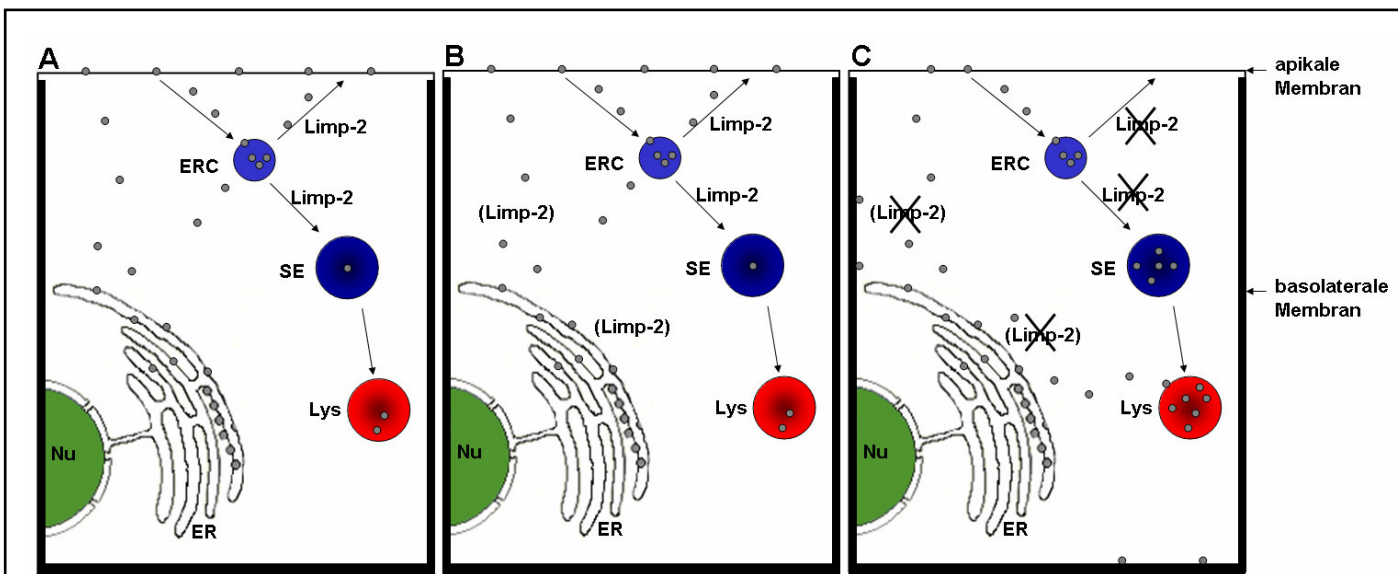 A
Limp-2
ERC
Limp-2
SE
Lys
Nu
ER
B
Limp-2
ERC
Limp-2
(Limp-2)
SE
(Limp-2)
Lys
Nu
ER
C
Limp-2
ERC
Limp-2
(Limp-2)
SE
(Limp-2)
Lys
Nu
ER
apikale
Membran
basolaterale
Membran